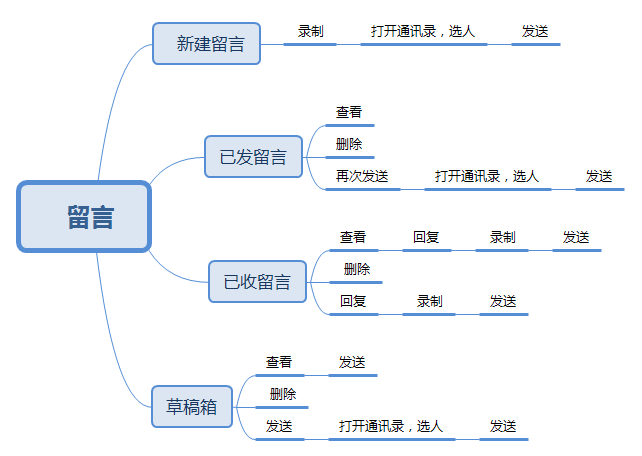 留言
新建留言
录制
打开通讯录，选人
发送
已发留言
查看
删除
再次发送
打开通讯录，选人
发送
已收留言
查看
回复
录制
发送
删除
回复
录制
发送
草稿箱
查看
发送
删除
发送
打开通讯录，选人
发送